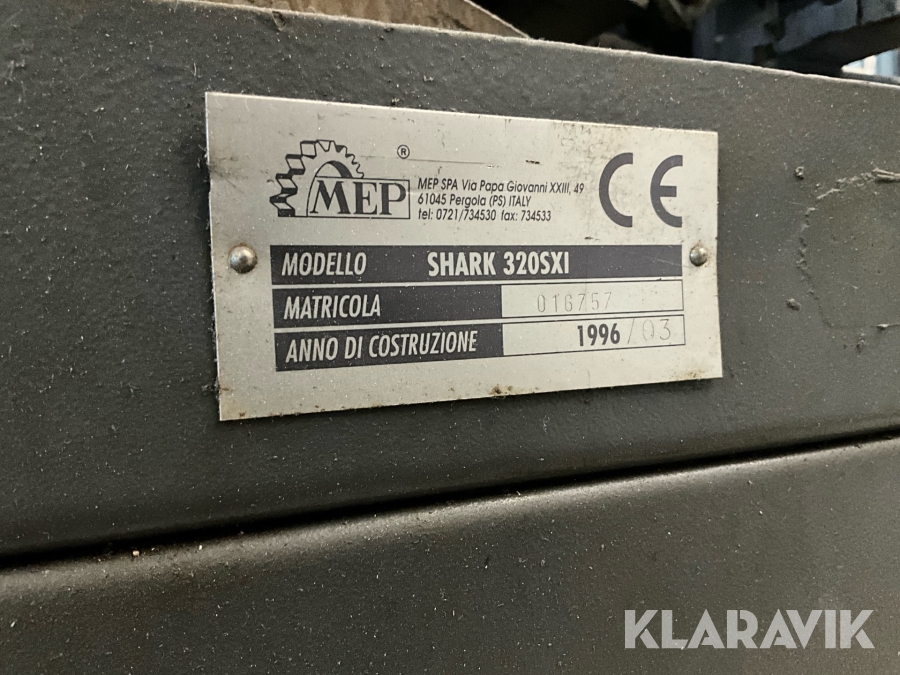 ®
MEP
MEP SPA Via Papa Giovanni XXIII, 49
61045 Pergola (PS) ITALY
tel: 0721/734530 fax: 734533
CE
MODELLO SHARK 320SXI
MATRICOLA 016757
ANNO DI COSTRUZIONE 1996/03
KLARAVIK